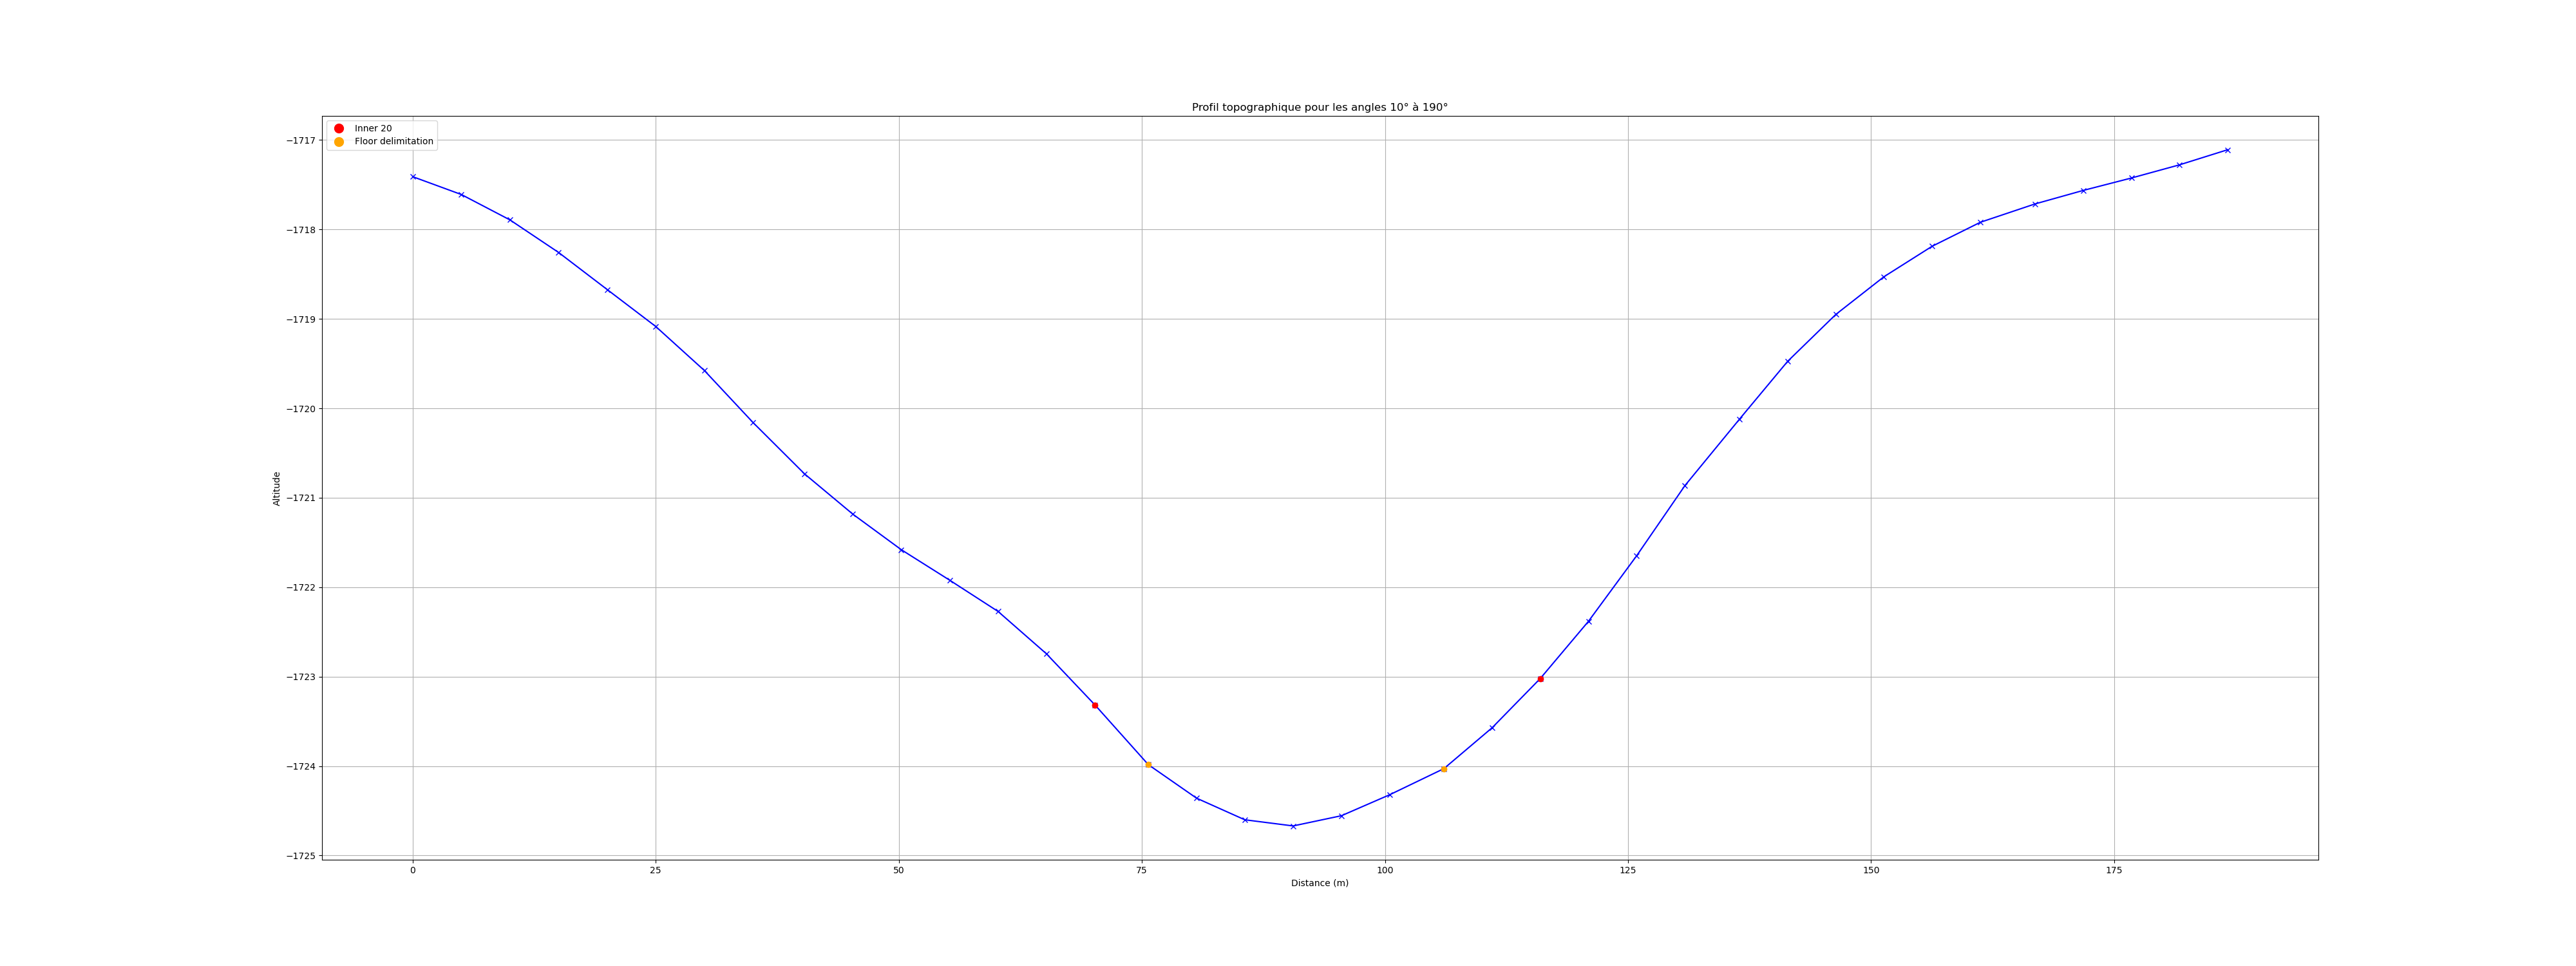 Profil topographique pour les angles 10° à 190°
Inner 20
Floor delimitation
−1717
−1718
−1719
−1720
−1721
−1722
−1723
−1724
−1725
Altitude
0 25 50 75 100 125 150 175
Distance (m)